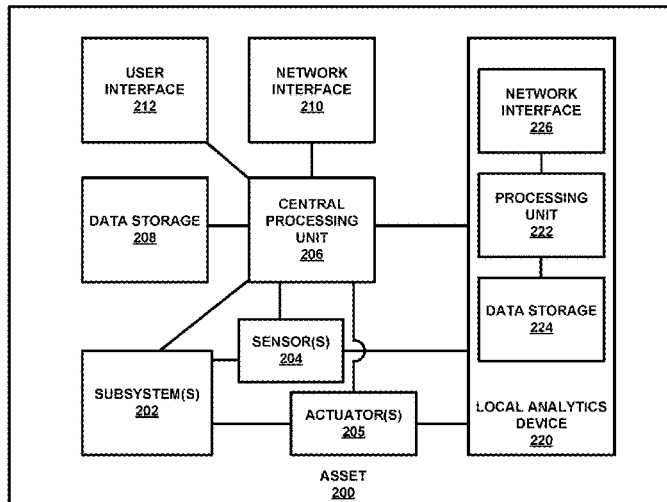 USER
INTERFACE
212
NETWORK
INTERFACE
210
NETWORK
INTERFACE
226
DATA STORAGE
208
CENTRAL
PROCESSING
UNIT
206
PROCESSING
UNIT
222
DATA STORAGE
224
SENSOR(S)
204
SUBSYSTEM(S)
202
ACTUATOR(S)
205
LOCAL ANALYTICS
DEVICE
220
ASSET
200